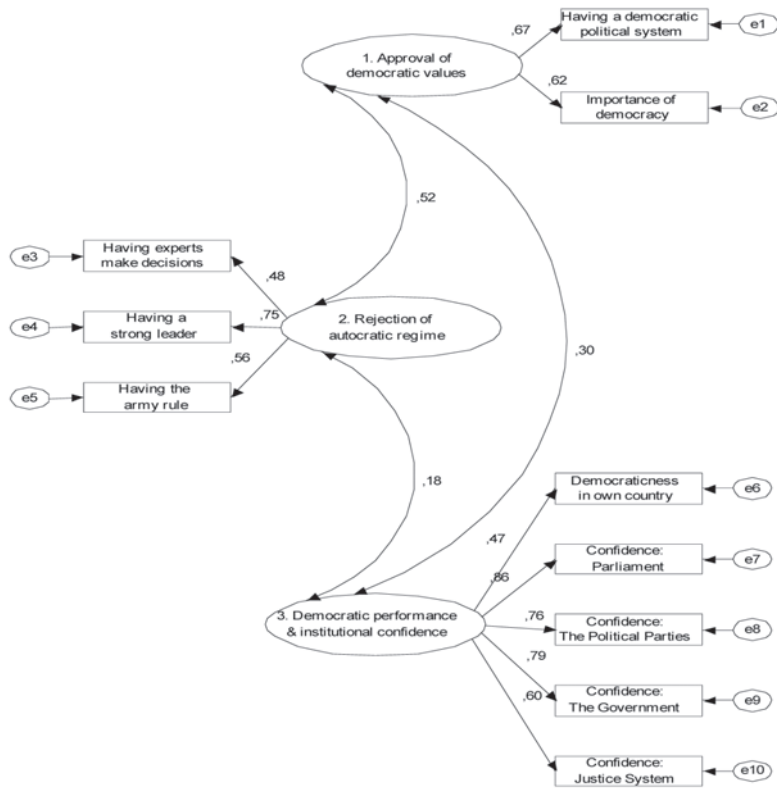 Having a democratic
political system
e1
,67
1. Approval of
democratic values
,62
Importance of
democracy
e2
,52
e3
Having experts
make decisions
,48
e4
Having a
strong leader
,75
2. Rejection of
autocratic regime
,30
,56
e5
Having the
army rule
,18
Democraticness
in own country
e6
,47
Confidence:
Parliament
e7
,86
3. Democratic performance
& institutional confidence
,76
Confidence:
The Political Parties
e8
,79
Confidence:
The Government
e9
,60
Confidence:
Justice System
e10